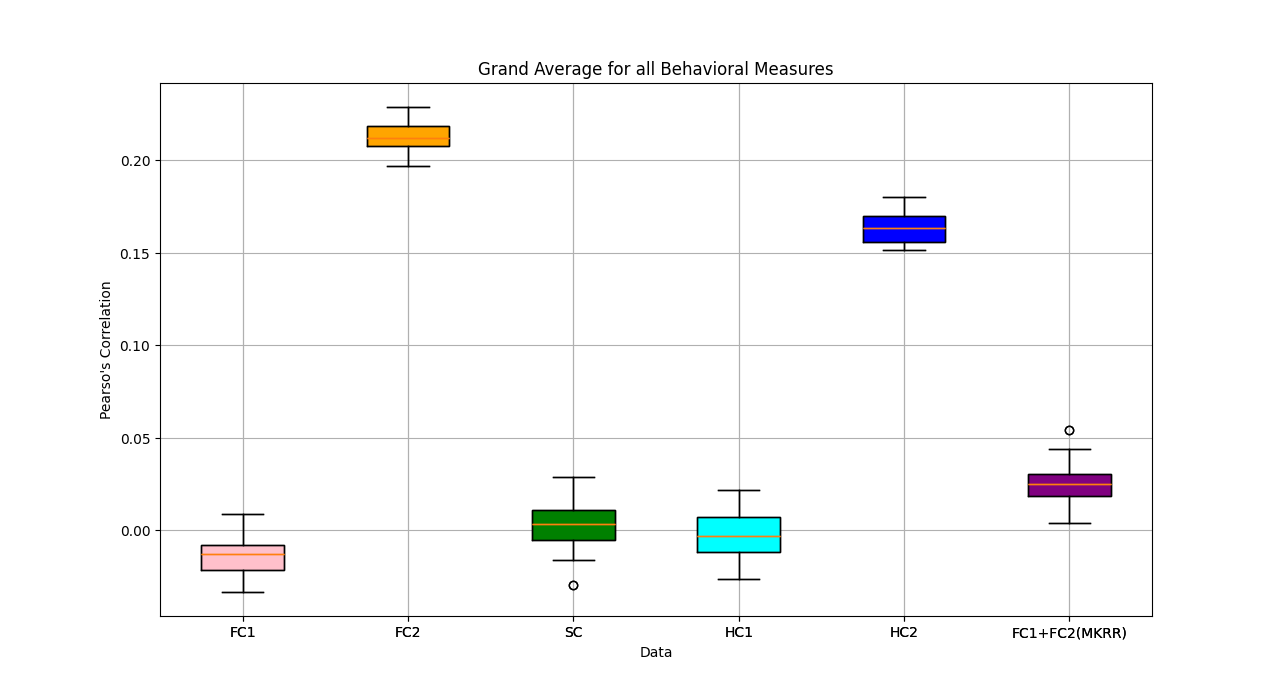 Grand Average for all Behavioral Measures
Pearso's Correlation
0.20
0.15
0.10
0.05
0.00
FC1 FC2 SC HC1 HC2 FC1+FC2(MKRR)
Data